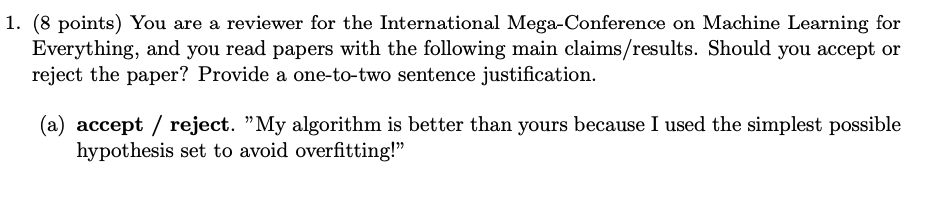 1. (8 points) You are a reviewer for the International Mega-Conference on Machine Learning for
Everything, and you read papers with the following main claims/results. Should you accept or
reject the paper? Provide a one-to-two sentence justification.
(a) accept / reject. ”My algorithm is better than yours because I used the simplest possible
hypothesis set to avoid overfitting!”